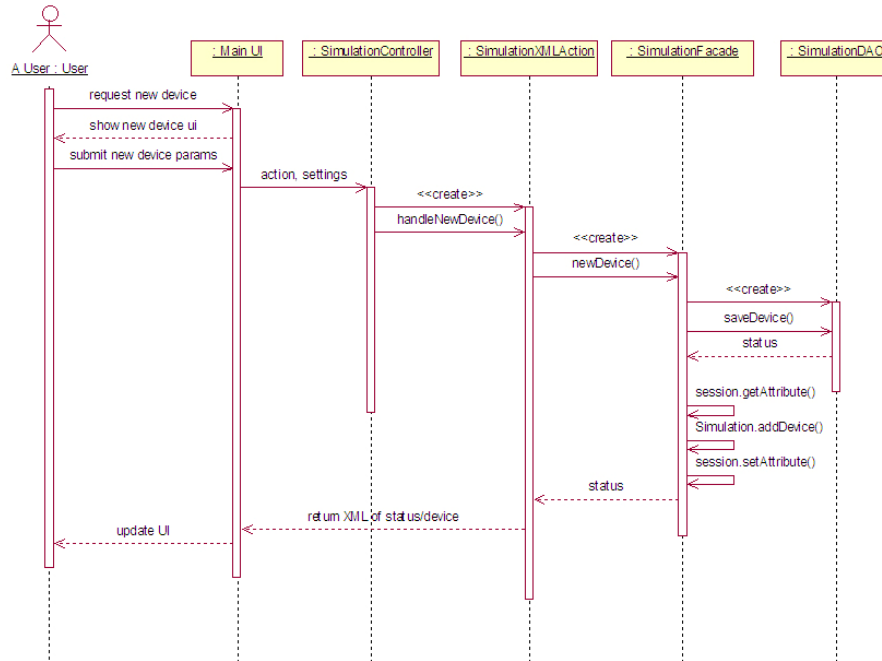 A User : User
: Main UI
: SimulationController
: SimulationXMLAction
: SimulationFacade
: SimulationDAO
request new device
show new device ui
submit new device params
action, settings
<<create>>
handleNewDevice()
<<create>>
newDevice()
<<create>>
saveDevice()
status
session.getAttribute()
Simulation.addDevice()
session.setAttribute()
status
return XML of status/device
update UI